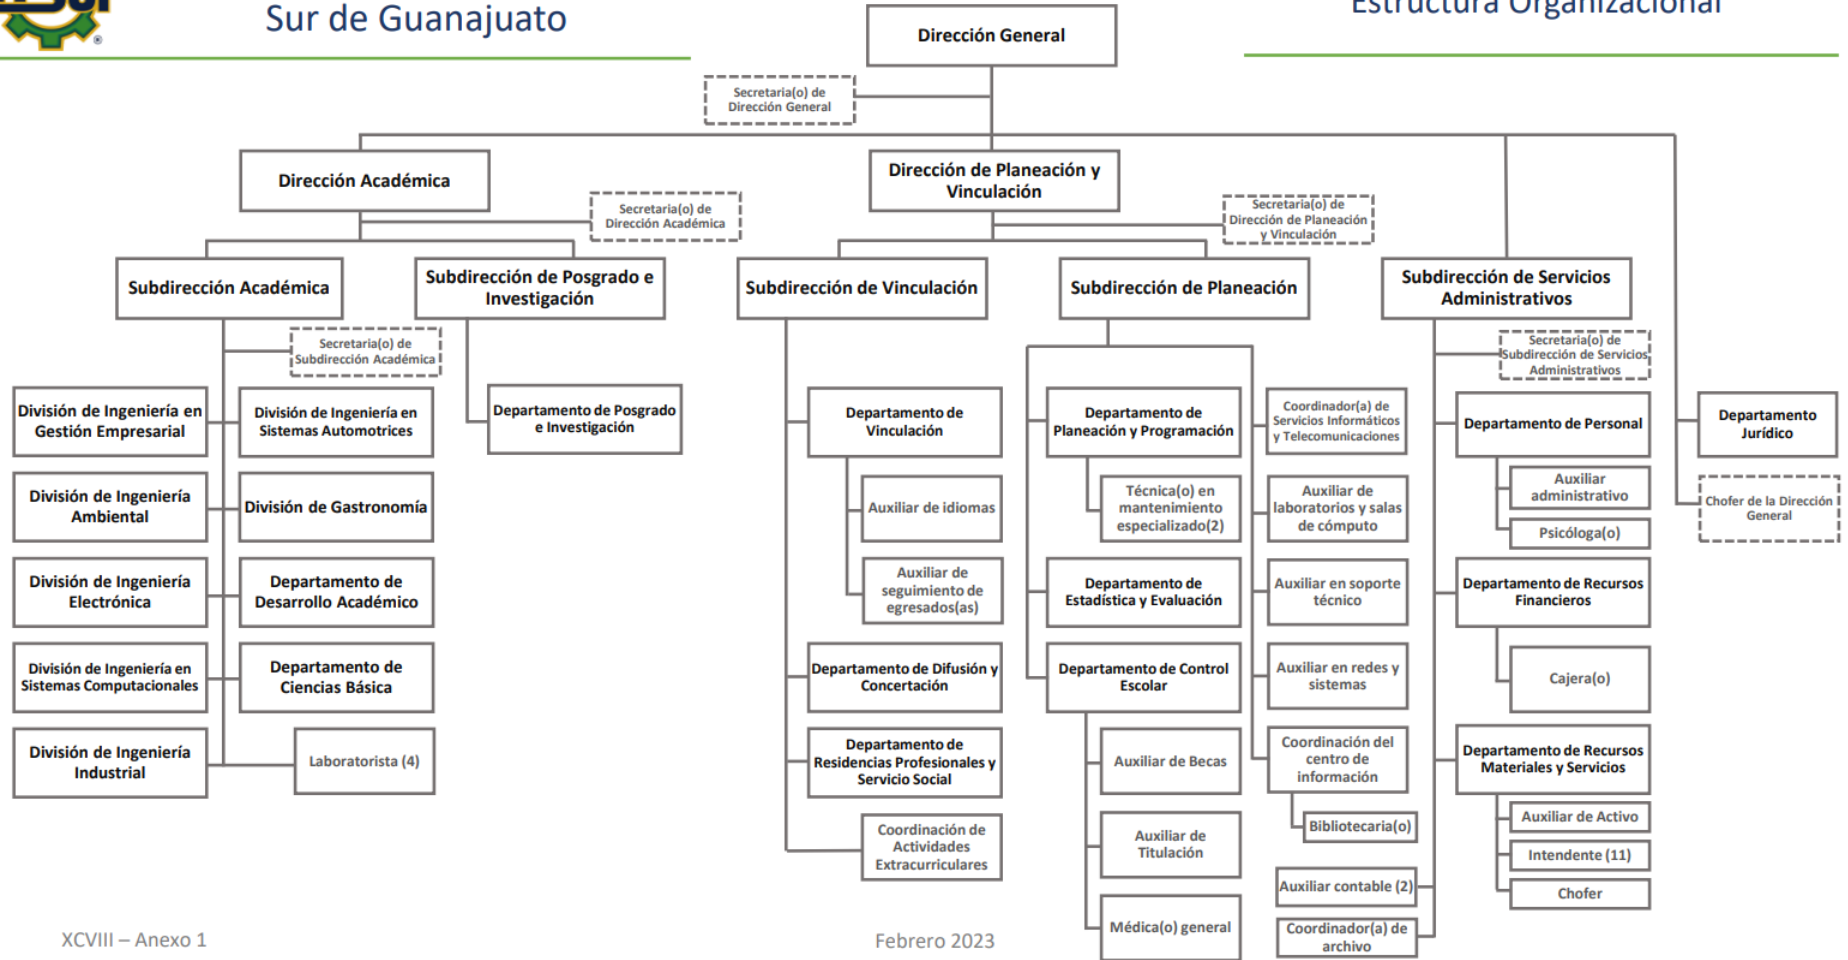 Sur de Guanajuato
Estructura Organizacional
Dirección General
Secretaria(o) de
Dirección General
Dirección Académica
Dirección de Planeación y
Vinculación
Secretaria(o) de
Dirección Académica
Secretaria(o) de
Dirección de Planeación
y Vinculación
Subdirección Académica
Subdirección de Posgrado e
Investigación
Subdirección de Vinculación
Subdirección de Planeación
Subdirección de Servicios
Administrativos
Secretaria(o) de
Subdirección Académica
Secretaria(o) de
Subdirección de Servicios
Administrativos
División de Ingeniería en
Gestión Empresarial
División de Ingeniería en
Sistemas Automotrices
División de Ingeniería
Ambiental
División de Gastronomía
División de Ingeniería
Electrónica
Departamento de
Desarrollo Académico
División de Ingeniería en
Sistemas Computacionales
Departamento de
Ciencias Básica
División de Ingeniería
Industrial
Laboratorista (4)
Departamento de Posgrado
e Investigación
Departamento de
Vinculación
Auxiliar de idiomas
Auxiliar de
seguimiento de
egresados(as)
Departamento de Difusión y
Concertación
Departamento de
Residencias Profesionales y
Servicio Social
Coordinación de
Actividades
Extracurriculares
Departamento de
Planeación y Programación
Técnica(o) en
mantenimiento
especializado(2)
Departamento de
Estadística y Evaluación
Departamento de Control
Escolar
Auxiliar de Becas
Auxiliar de
Titulación
Médica(o) general
Coordinador(a) de
Servicios Informáticos
y Telecomunicaciones
Auxiliar de
laboratorios y salas
de cómputo
Auxiliar en soporte
técnico
Auxiliar en redes y
sistemas
Coordinación del
centro de
información
Bibliotecaria(o)
Auxiliar contable (2)
Coordinador(a) de
archivo
Departamento de Personal
Auxiliar
administrativo
Psicóloga(o)
Departamento de Recursos
Financieros
Cajera(o)
Departamento de Recursos
Materiales y Servicios
Auxiliar de Activo
Intendente (11)
Chofer
Departamento
Jurídico
Chofer de la Dirección
General
XCVIII – Anexo 1
Febrero 2023